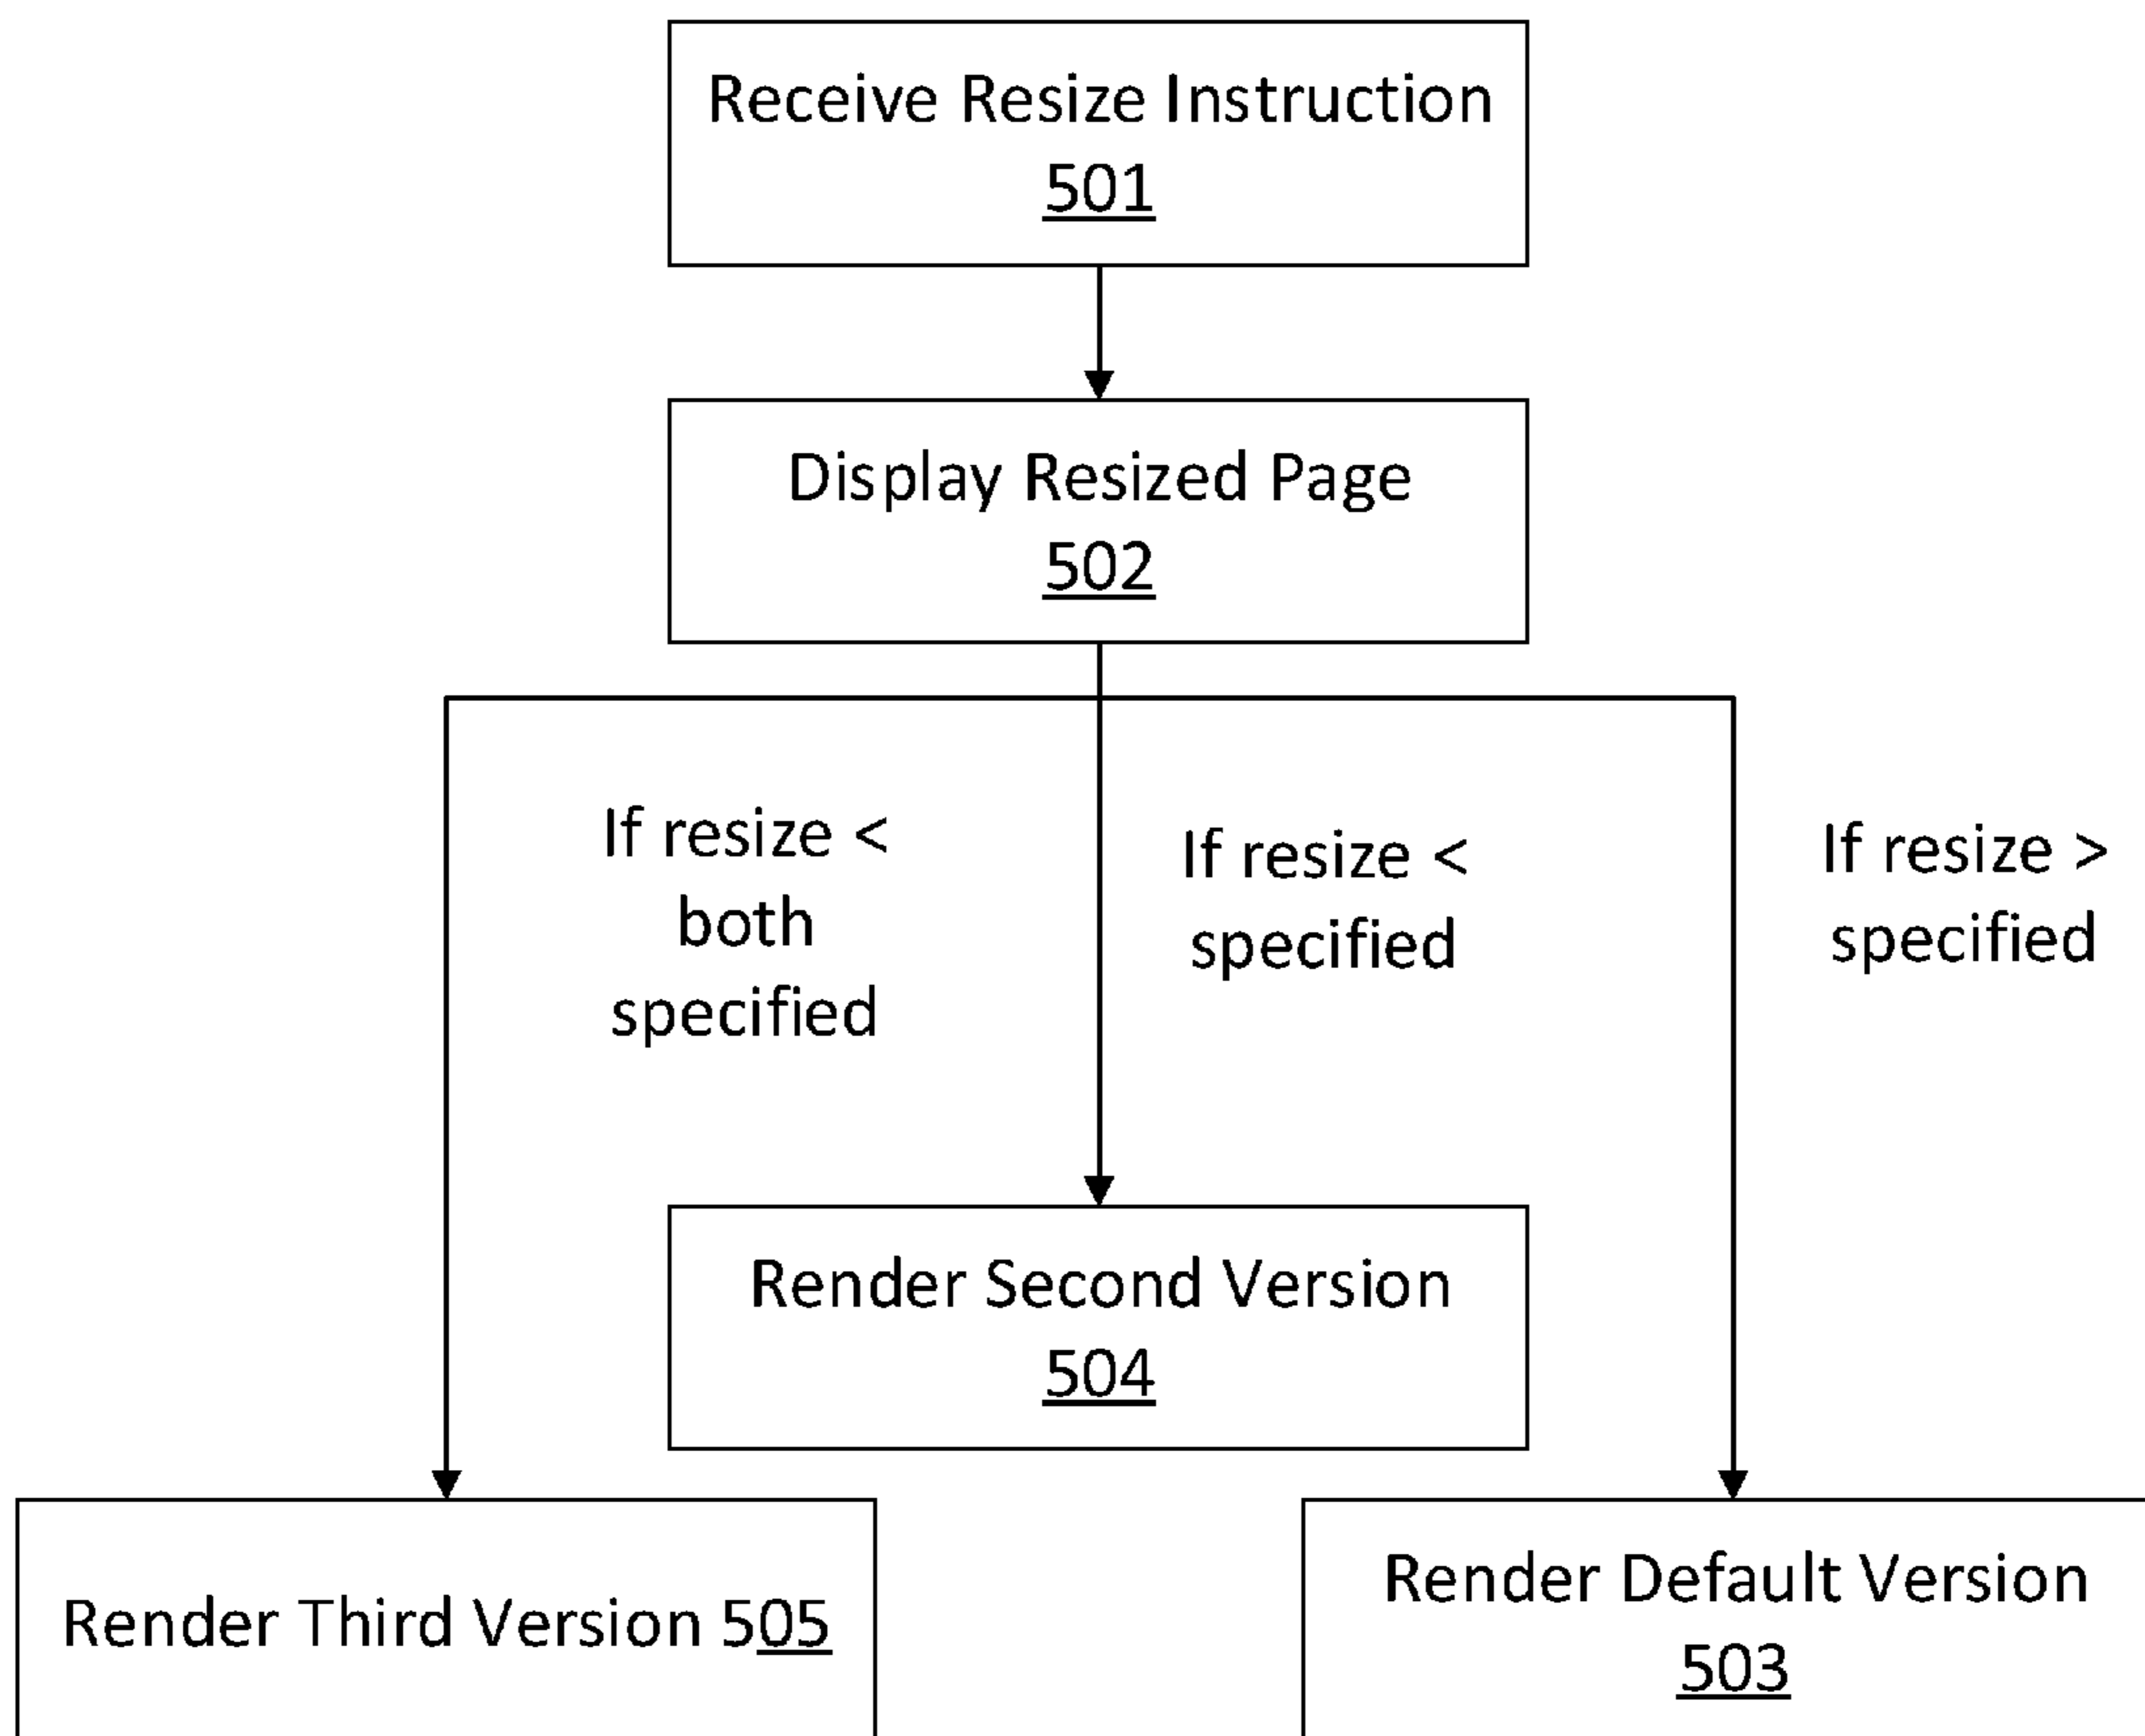 Receive Resize Instruction
501
Display Resized Page
502
If resize <
both
specified
If resize <
specified
If resize >
specified
Render Second Version
504
Render Third Version 505
Render Default Version
503